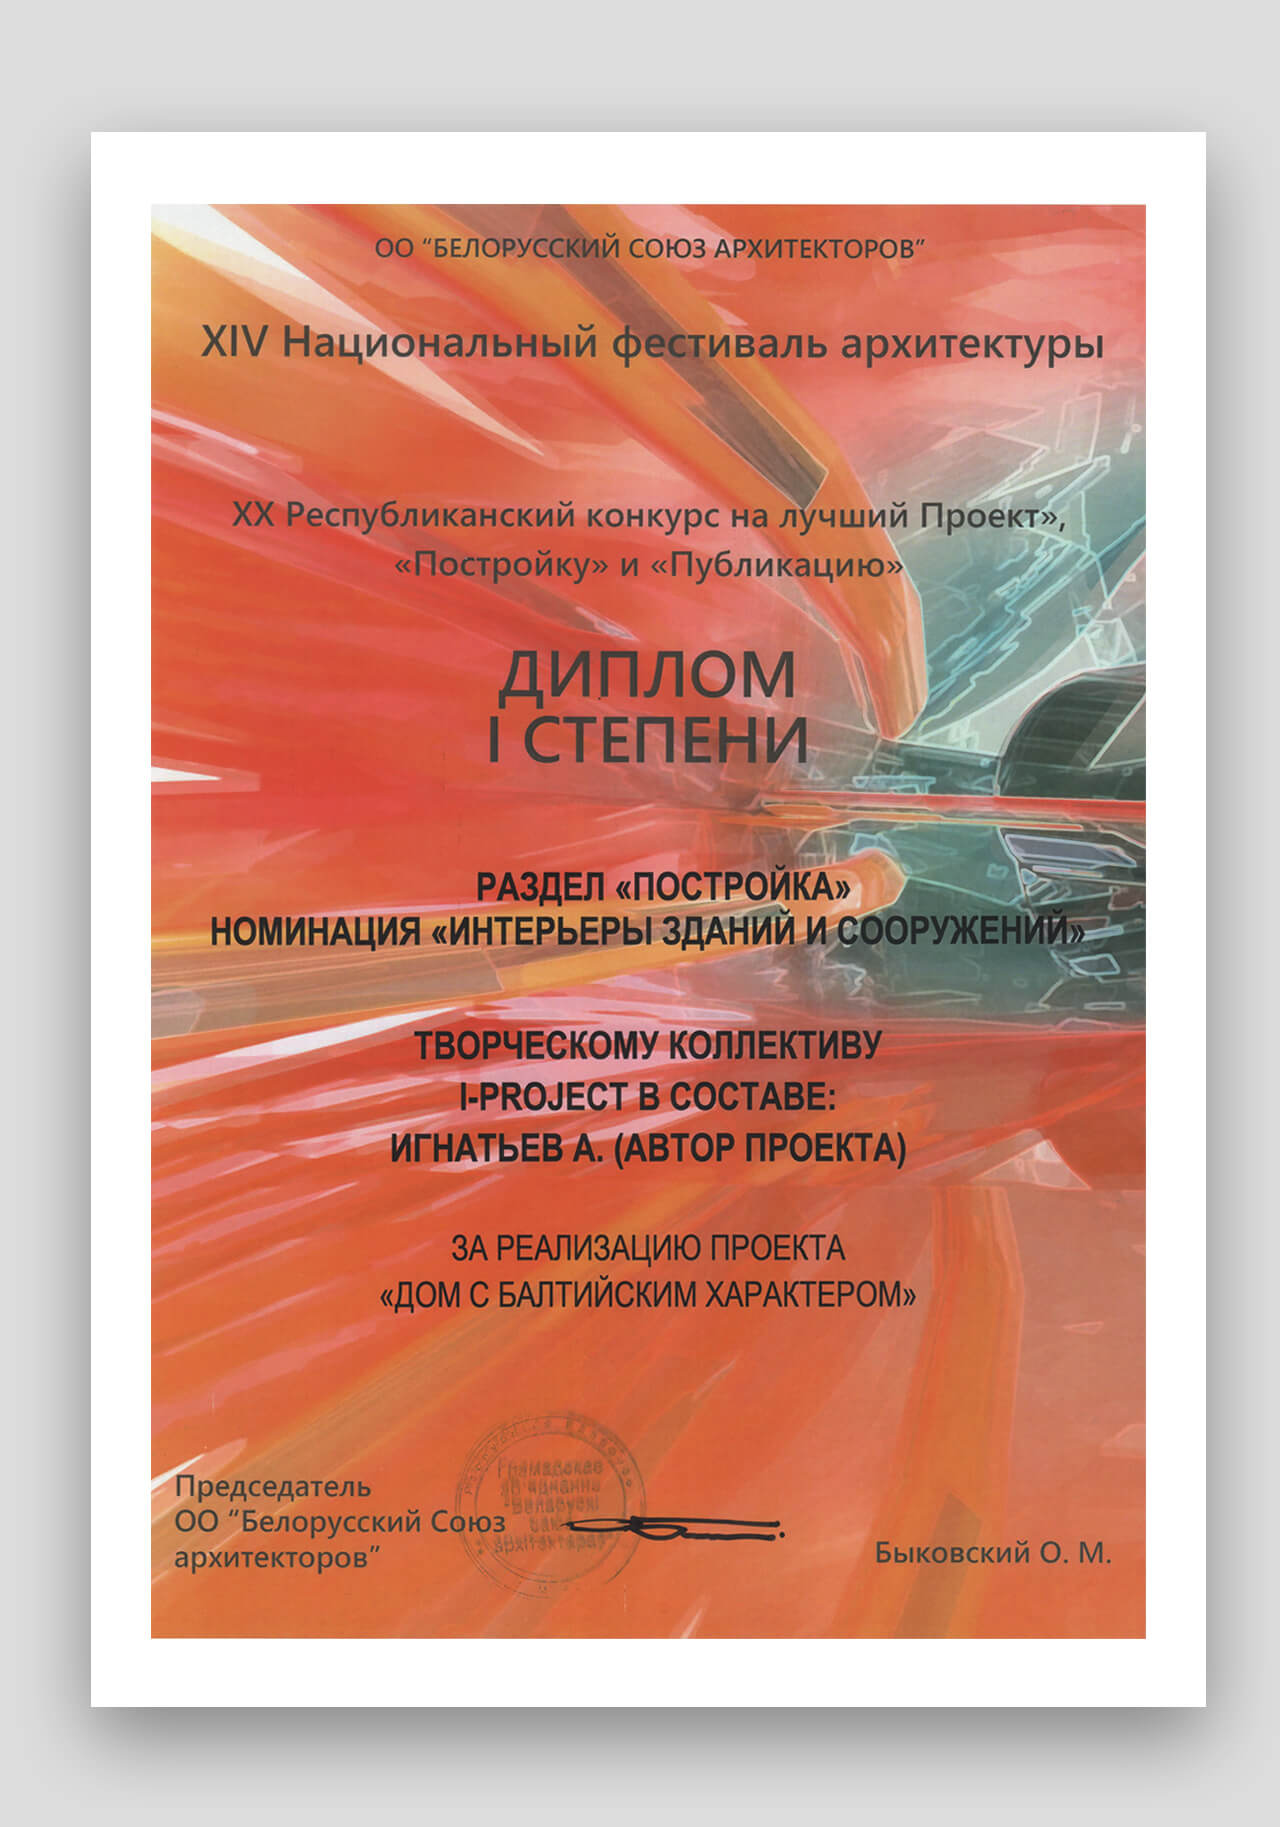 ОО “БЕЛОРУССКИЙ СОЮЗ АРХИТЕКТОРОВ”
XIV Национальный фестиваль архитектуры
XX Республиканский конкурс на лучший Проект»,
«Постройку» и «Публикацию»
ДИПЛОМ
I СТЕПЕНИ
РАЗДЕЛ «ПОСТРОЙКА»
НОМИНАЦИЯ «ИНТЕРЬЕРЫ ЗДАНИЙ И СООРУЖЕНИЙ»
ТВОРЧЕСКОМУ КОЛЛЕКТИВУ
I-PROJECT В СОСТАВЕ:
ИГНАТЬЕВ А. (АВТОР ПРОЕКТА)
ЗА РЕАЛИЗАЦИЮ ПРОЕКТА
«ДОМ С БАЛТИЙСКИМ ХАРАКТЕРОМ»
Председатель
ОО “Белорусский Союз
архитекторов”
Быковский О. М.